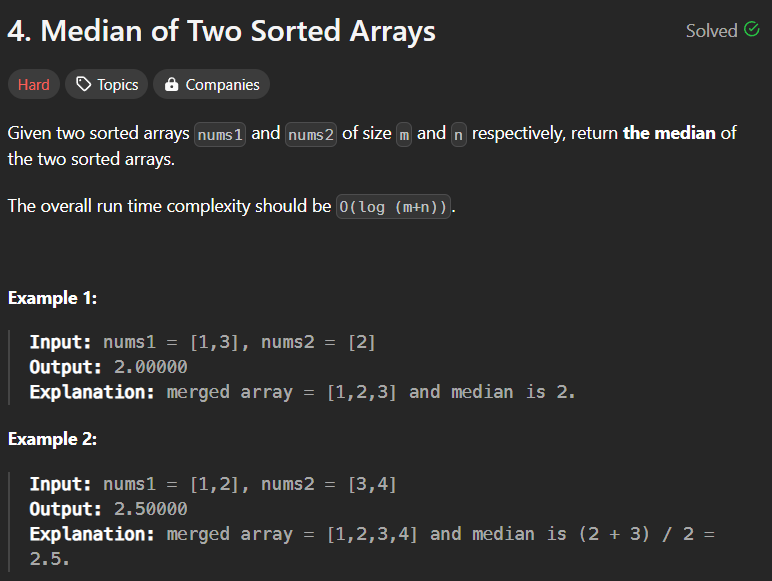 4. Median of Two Sorted Arrays
Solved
Hard
Topics
Companies
Given two sorted arrays nums1 and nums2 of size m and n respectively, return the median of
the two sorted arrays.
The overall run time complexity should be O(log (m+n)).
Example 1:
Input: nums1 = [1,3], nums2 = [2]
Output: 2.00000
Explanation: merged array = [1,2,3] and median is 2.
Example 2:
Input: nums1 = [1,2], nums2 = [3,4]
Output: 2.50000
Explanation: merged array = [1,2,3,4] and median is (2 + 3) / 2 =
2.5.